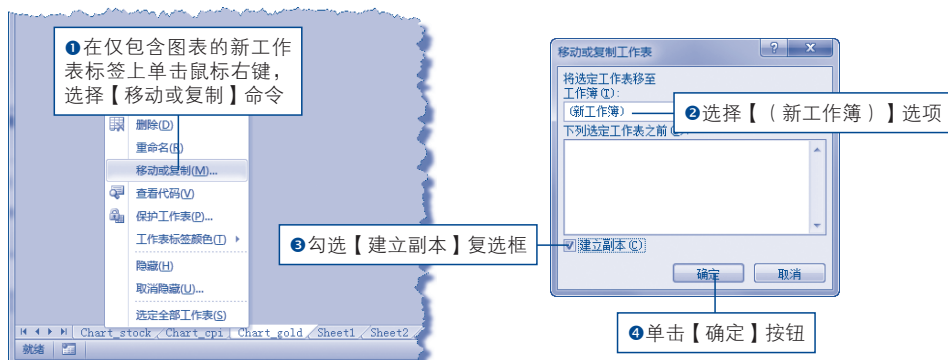 ❶在仅包含图表的新工作
表标签上单击鼠标右键，
选择【移动或复制】命令
删除(D)
重命名(R)
移动或复制(M)...
查看代码(V)
保护工作表(P)...
工作表标签颜色(T)
隐藏(H)
取消隐藏(U)...
选定全部工作表(S)
Chart_stock Chart_cpi Chart_gold Sheet1 Sheet2
就绪
移动或复制工作表
将选定工作表移至
工作簿(T):
(新工作簿)
❷选择【（新工作簿）】选项
下列选定工作表之前
❸勾选【建立副本】复选框
建立副本(C)
确定
取消
❹单击【确定】按钮